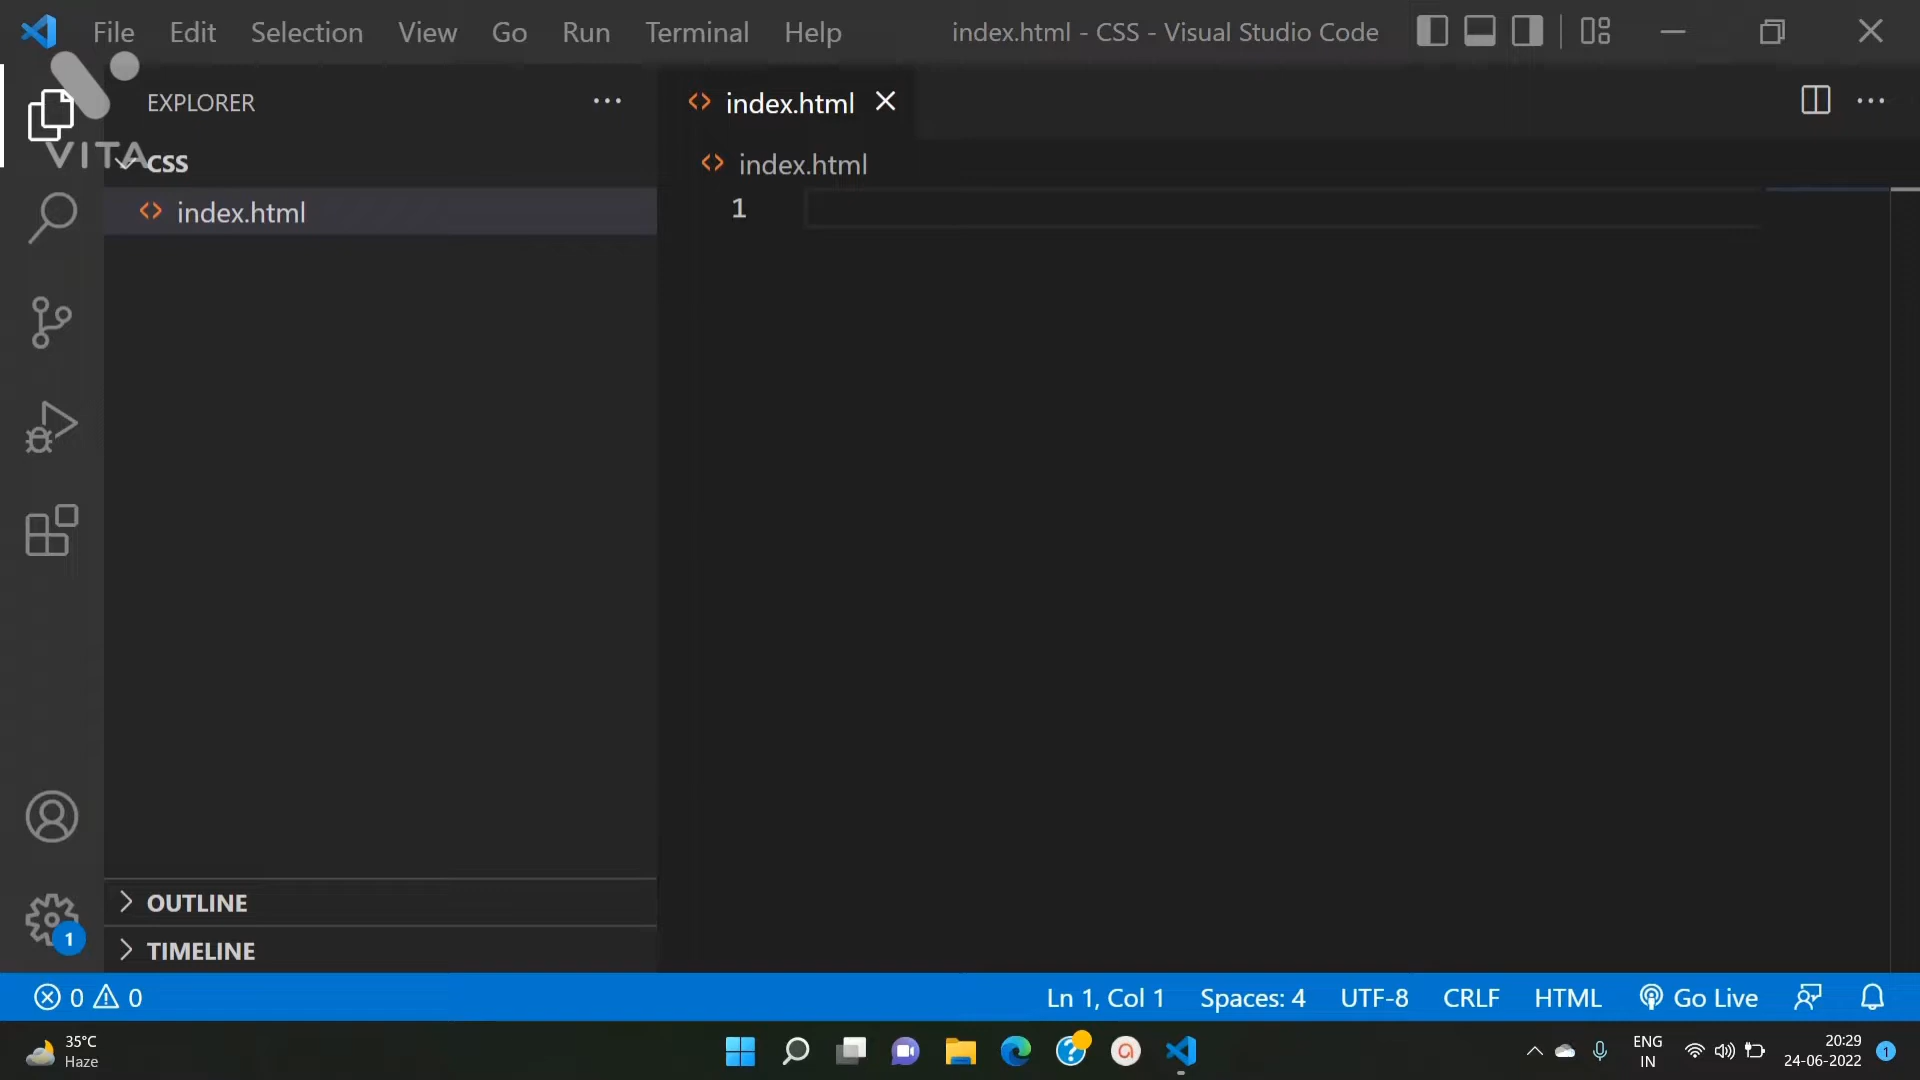 File Edit Selection View Go Run Terminal Help index.html - CSS - Visual Studio Code
VITA
EXPLORER
CSS
index.html
OUTLINE
TIMELINE
index.html
index.html
1
1
0 0 Ln 1, Col 1 Spaces: 4 UTF-8 CRLF HTML Go Live
35°C
Haze
ENG
IN
20:29
24-06-2022
1